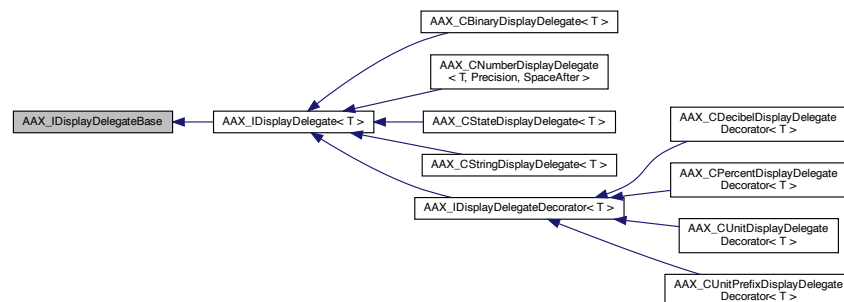 AAX_CBinaryDisplayDelegate< T >
AAX_CNumberDisplayDelegate
< T, Precision, SpaceAfter >
AAX_IDisplayDelegateBase
AAX_IDisplayDelegate< T >
AAX_CStateDisplayDelegate< T >
AAX_CStringDisplayDelegate< T >
AAX_IDisplayDelegateDecorator< T >
AAX_CDecibelDisplayDelegate
Decorator< T >
AAX_CPercentDisplayDelegate
Decorator< T >
AAX_CUnitDisplayDelegate
Decorator< T >
AAX_CUnitPrefixDisplayDelegate
Decorator< T >